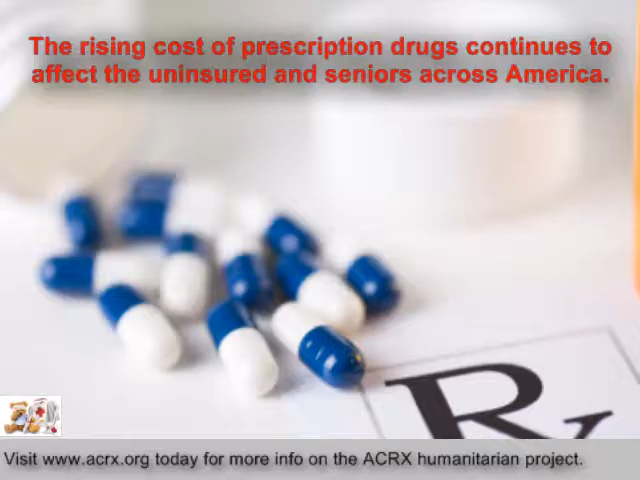 The rising cost of prescription drugs continues to
affect the uninsured and seniors across America.
Rx
Visit www.acrx.org today for more info on the ACRX humanitarian project.